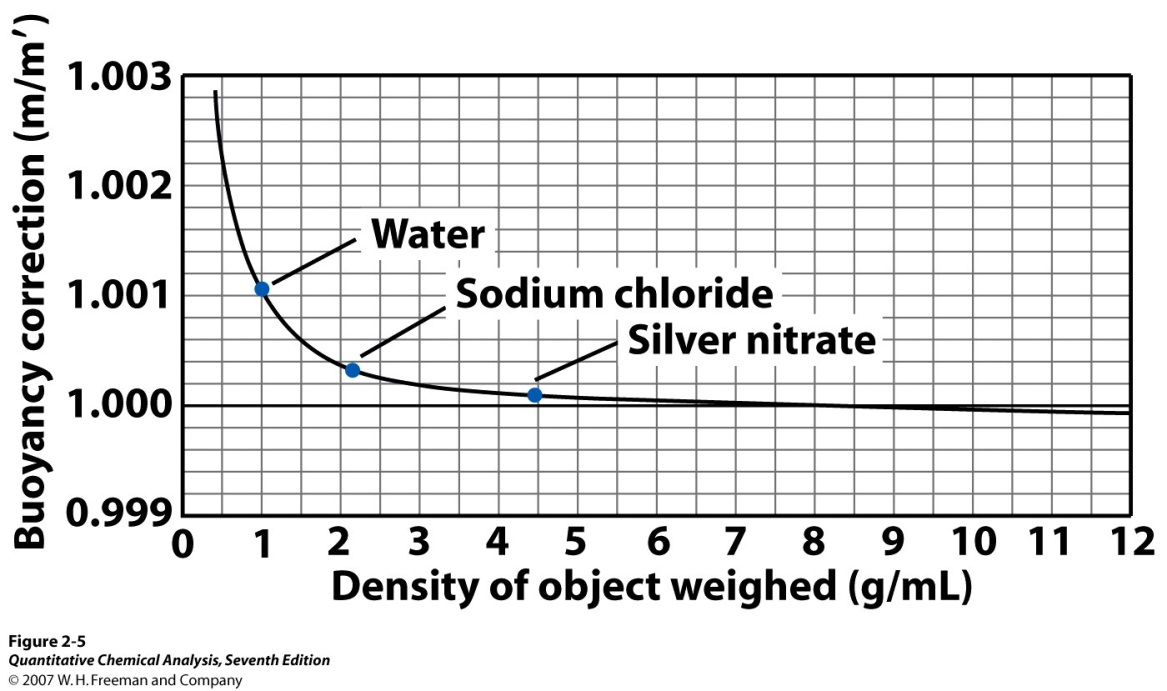 Buoyancy correction (m/m′)
1.003
1.002
1.001
1.000
0.999
Water
Sodium chloride
Silver nitrate
0 1 2 3 4 5 6 7 8 9 10 11 12
Density of object weighed (g/mL)
Figure 2-5
Quantitative Chemical Analysis, Seventh Edition
© 2007 W. H. Freeman and Company